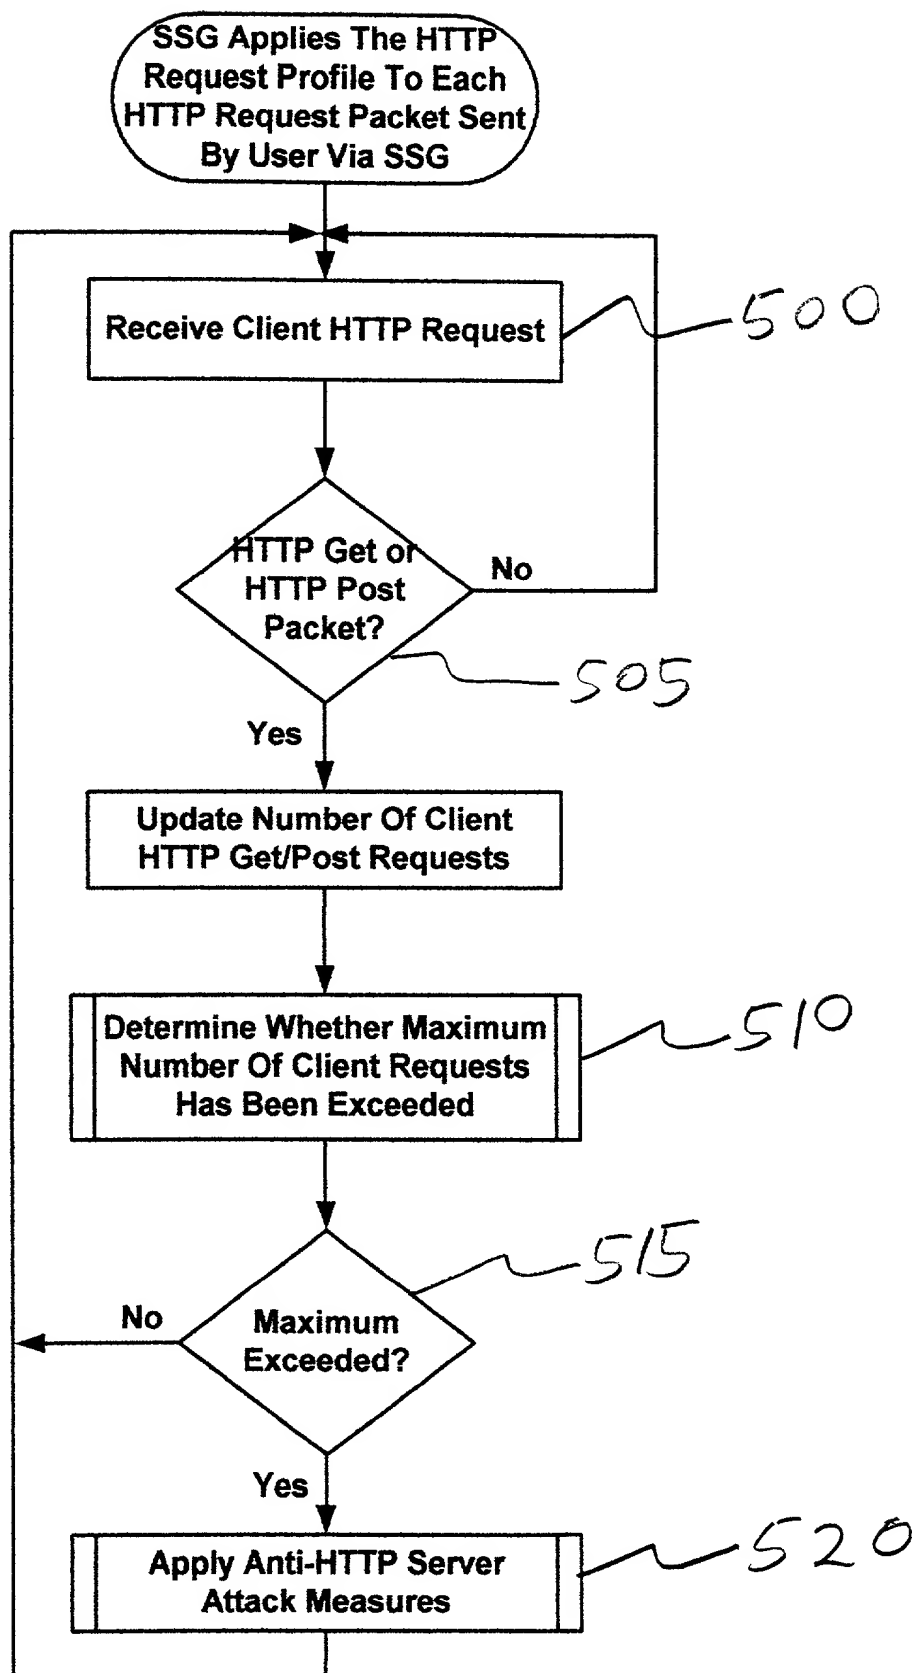 SSG Applies The HTTP
Request Profile To Each
HTTP Request Packet Sent
By User Via SSG
Receive Client HTTP Request
500
HTTP Get or
HTTP Post
Packet?
No
505
Yes
Update Number Of Client
HTTP Get/Post Requests
Determine Whether Maximum
Number Of Client Requests
Has Been Exceeded
510
515
No
Maximum
Exceeded?
Yes
Apply Anti-HTTP Server
Attack Measures
520